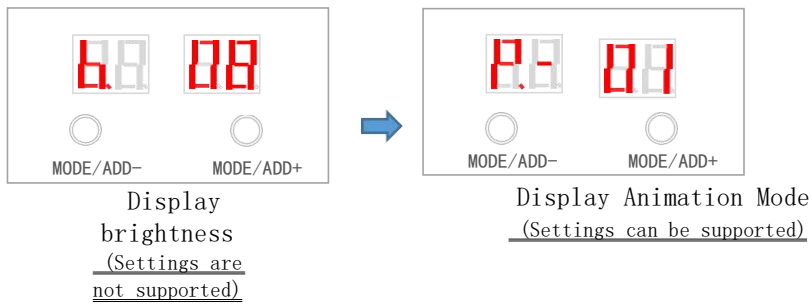 b. 08
P.- 01
MODE/ADD- MODE/ADD+
MODE/ADD- MODE/ADD+
Display
brightness
(Settings are
not supported)
Display Animation Mode
(Settings can be supported)